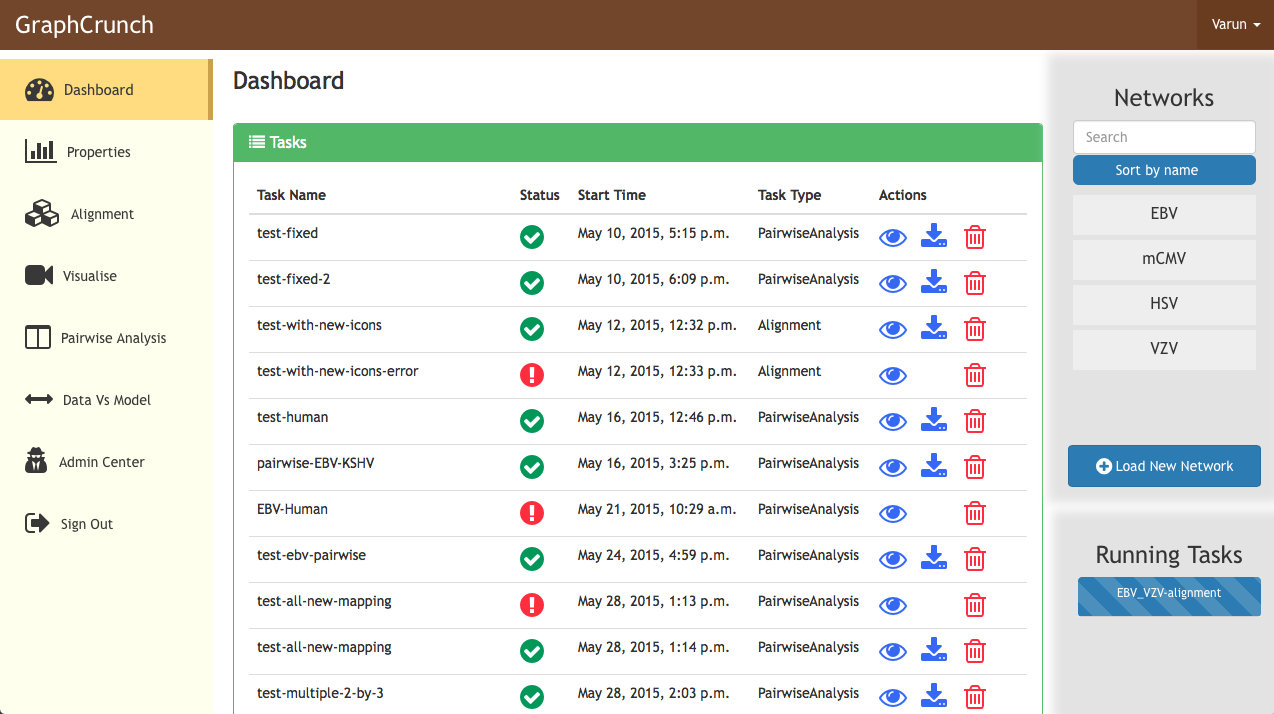 GraphCrunch
Varun
Dashboard
Properties
Alignment
Visualise
Pairwise Analysis
Data Vs Model
Admin Center
Sign Out
Dashboard
Tasks
Task Name Status Start Time Task Type Actions
test-fixed May 10, 2015, 5:15 p.m. PairwiseAnalysis
test-fixed-2 May 10, 2015, 6:09 p.m. PairwiseAnalysis
test-with-new-icons May 12, 2015, 12:32 p.m. Alignment
test-with-new-icons-error May 12, 2015, 12:33 p.m. Alignment
test-human May 16, 2015, 12:46 p.m. PairwiseAnalysis
pairwise-EBV-KSHV May 16, 2015, 3:25 p.m. PairwiseAnalysis
EBV-Human May 21, 2015, 10:29 a.m. PairwiseAnalysis
test-ebv-pairwise May 24, 2015, 4:59 p.m. PairwiseAnalysis
test-all-new-mapping May 28, 2015, 1:13 p.m. PairwiseAnalysis
test-all-new-mapping May 28, 2015, 1:14 p.m. PairwiseAnalysis
test-multiple-2-by-3 May 28, 2015, 2:03 p.m. PairwiseAnalysis
Networks
Search
Sort by name
EBV
mCMV
HSV
VZV
Load New Network
Running Tasks
EBV_VZV-alignment